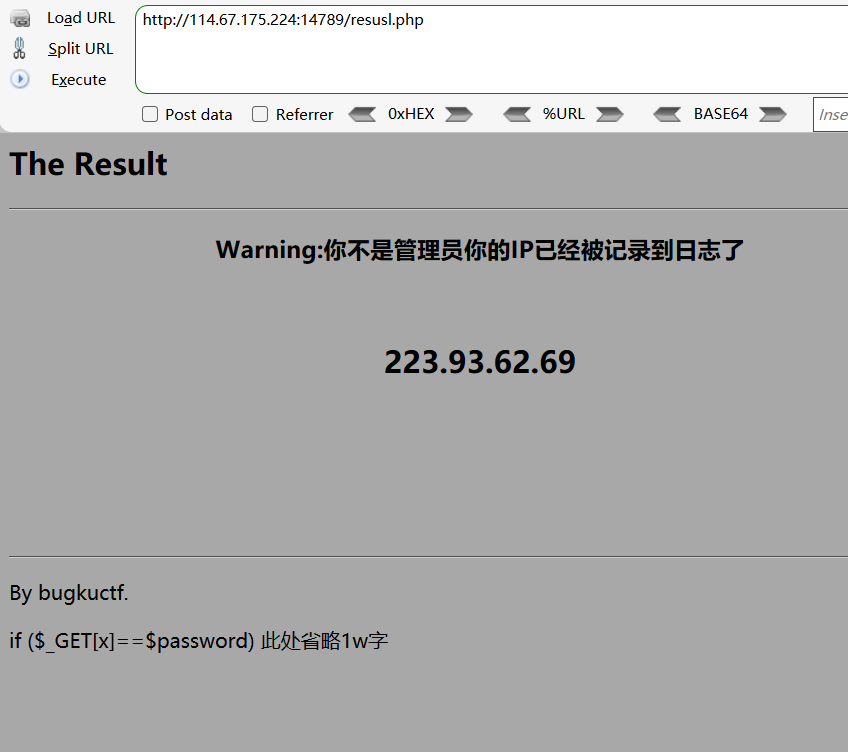 Load URL
http://114.67.175.224:14789/resusl.php
Split URL
Execute
Post data Referrer 0xHEX %URL BASE64 Inse
The Result
Warning:你不是管理员你的IP已经被记录到日志了
223.93.62.69
By bugkuctf.
if ($_GET[x]==$password) 此处省略1w字